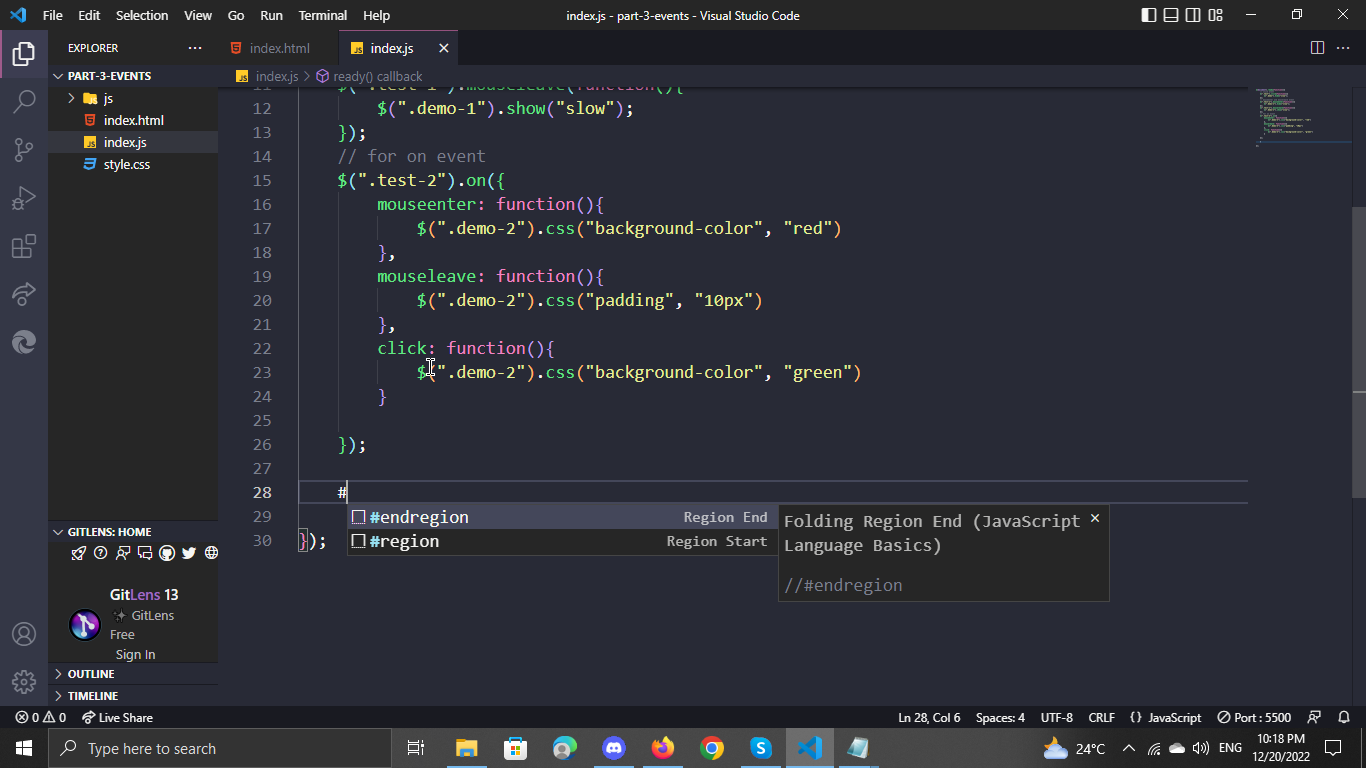 File Edit Selection View Go Run Terminal Help index.js - part-3-events - Visual Studio Code
EXPLORER ··· index.html JS index.js
PART-3-EVENTS
JS index.js > ready() callback
js
index.html
JS index.js
style.css
11 $(".test-1").mouseleave(function(){
12 $(".demo-1").show("slow");
13 });
14 // for on event
15 $(".test-2").on({
16 mouseenter: function(){
17 $(".demo-2").css("background-color", "red")
18 },
19 mouseleave: function(){
20 $(".demo-2").css("padding", "10px")
21 },
22 click: function(){
23 $(".demo-2").css("background-color", "green")
24 }
25
26 });
27
28 #
29
30 });
#endregion Region End
#region Region Start
Folding Region End (JavaScript
Language Basics)
//#endregion
GITLENS: HOME
GitLens 13
GitLens
Free
Sign In
OUTLINE
TIMELINE
0 0 Live Share Ln 28, Col 6 Spaces: 4 UTF-8 CRLF {} JavaScript Port : 5500
Type here to search
24°C ENG 10:18 PM
12/20/2022